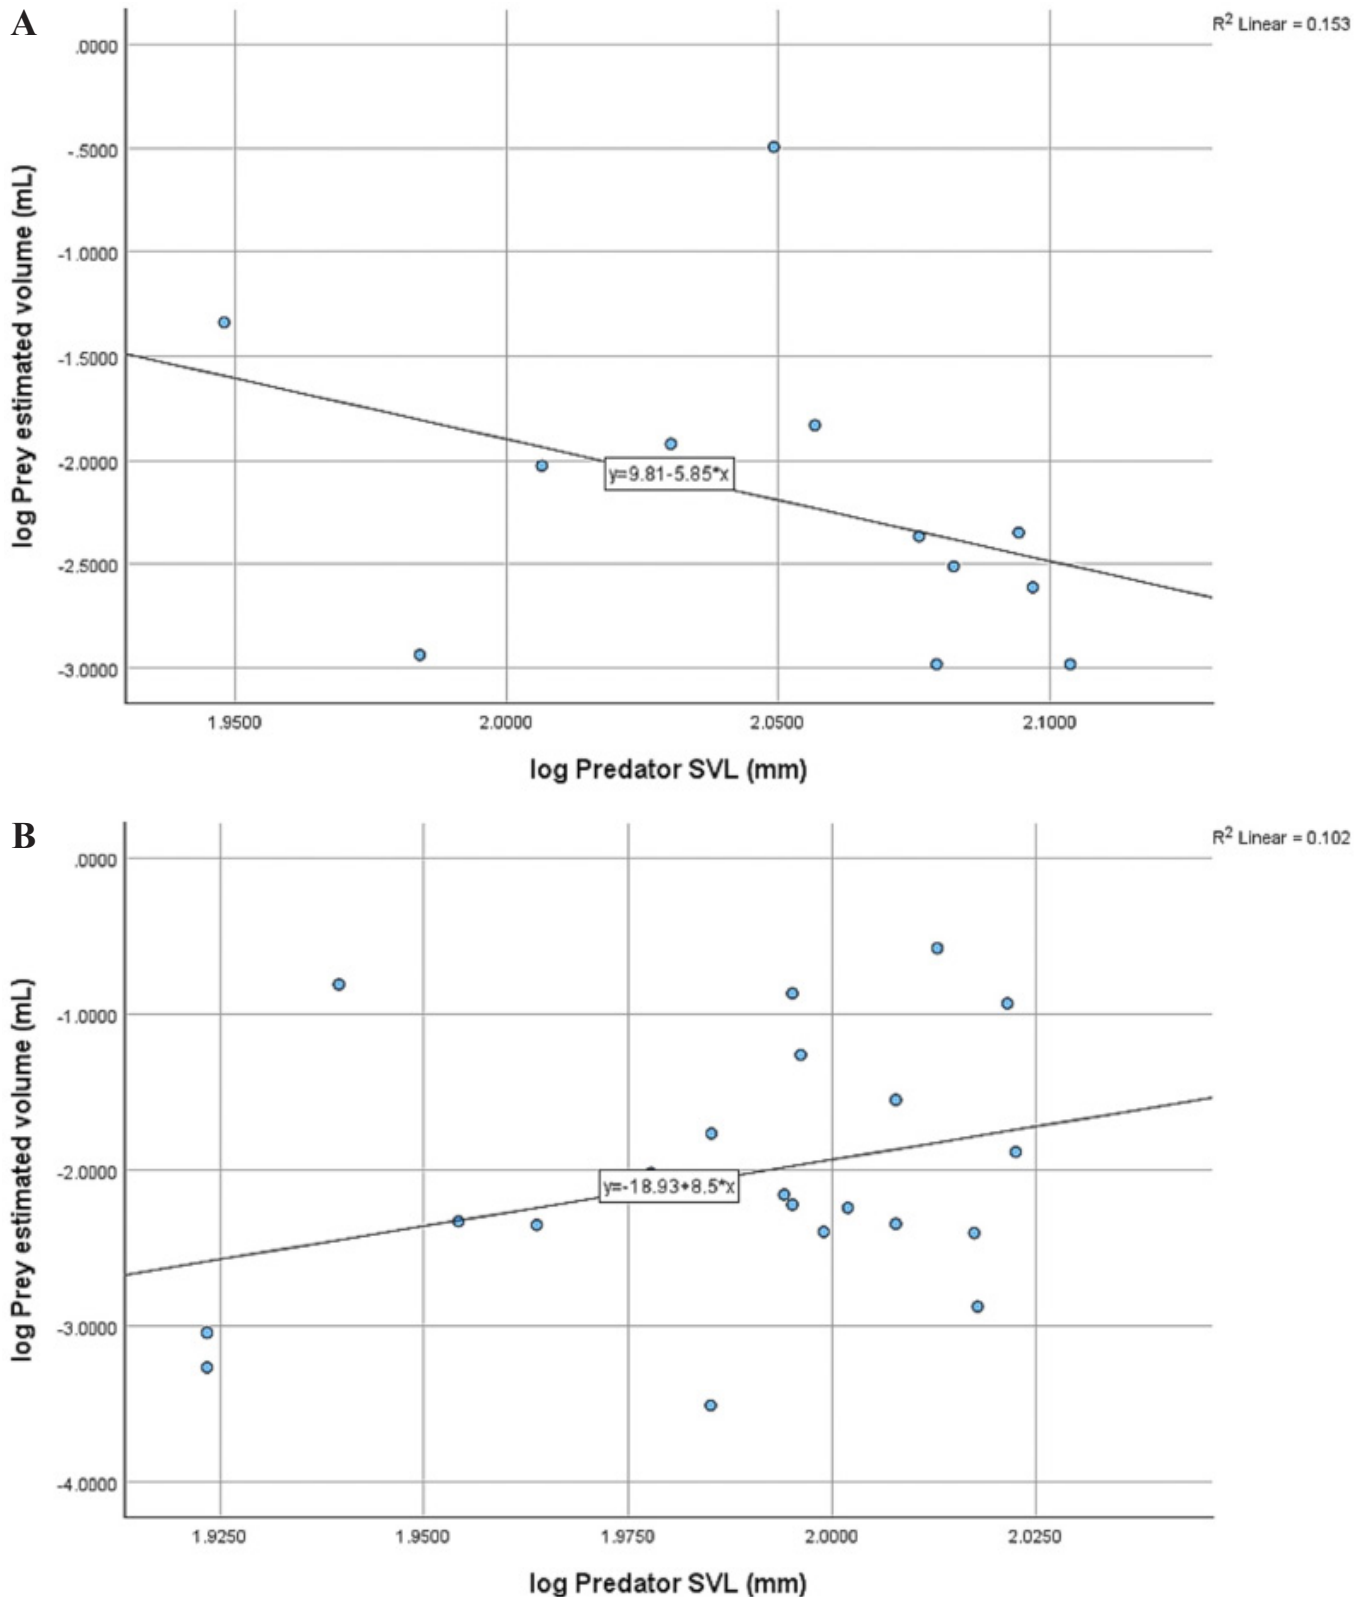 A
R² Linear = 0.153
.0000
-.5000
-1.0000
-1.5000
-2.0000
-2.5000
-3.0000
log Prey estimated volume (mL)
y=9.81-5.85*x
1.9500 2.0000 2.0500 2.1000
log Predator SVL (mm)
B
R² Linear = 0.102
.0000
-1.0000
-2.0000
-3.0000
-4.0000
log Prey estimated volume (mL)
y=-18.93+8.5*x
1.9250 1.9500 1.9750 2.0000 2.0250
log Predator SVL (mm)